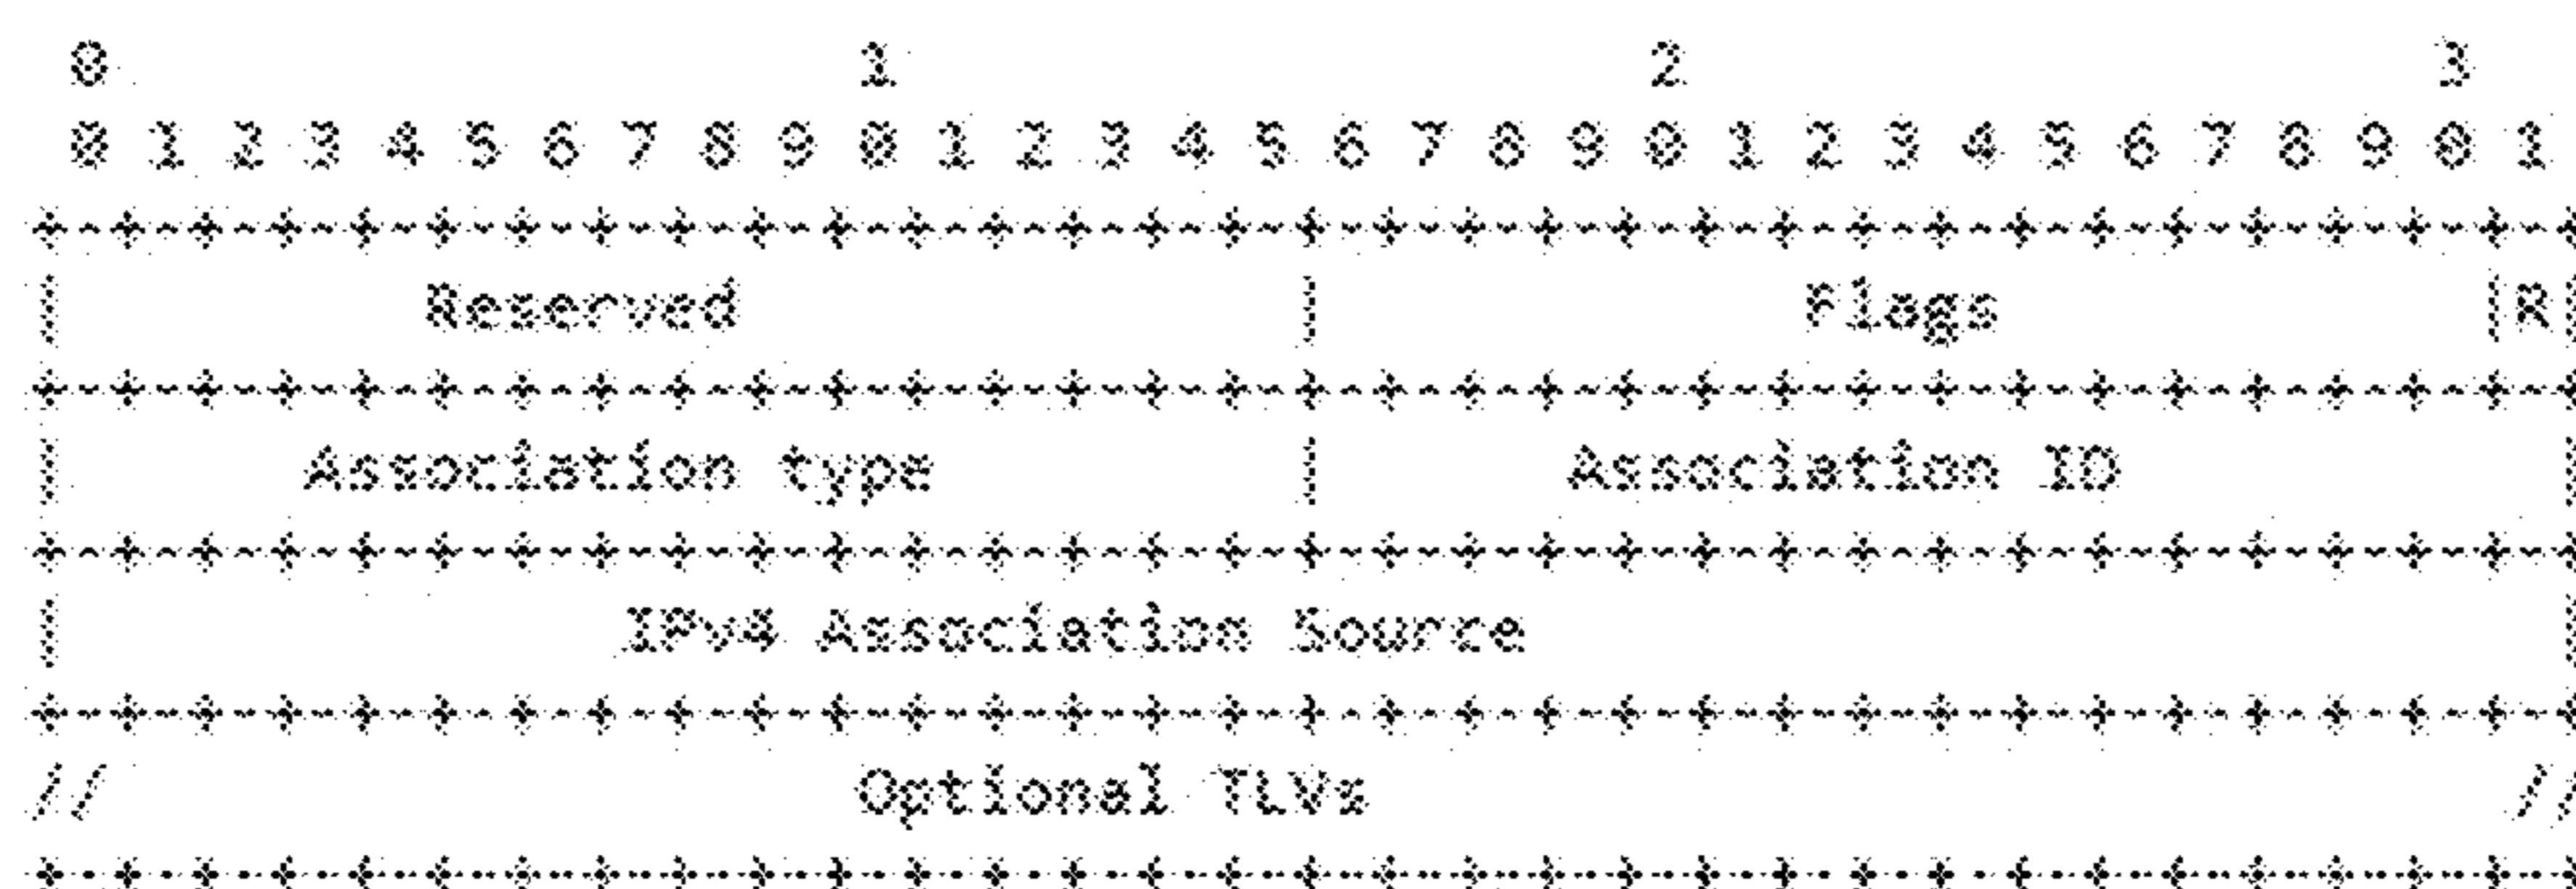 0 1 2 3
0 1 2 3 4 5 6 7 8 9 0 1 2 3 4 5 6 7 8 9 0 1 2 3 4 5 6 7 8 9 0 1
+-+-+-+-+-+-+-+-+-+-+-+-+-+-+-+-+-+-+-+-+-+-+-+-+-+-+-+-+-+-+-+-+
| Reserved | Flags |R|
+-+-+-+-+-+-+-+-+-+-+-+-+-+-+-+-+-+-+-+-+-+-+-+-+-+-+-+-+-+-+-+-+
| Association type | Association ID |
+-+-+-+-+-+-+-+-+-+-+-+-+-+-+-+-+-+-+-+-+-+-+-+-+-+-+-+-+-+-+-+-+
| IPv4 Association Source |
+-+-+-+-+-+-+-+-+-+-+-+-+-+-+-+-+-+-+-+-+-+-+-+-+-+-+-+-+-+-+-+-+
// Optional TLVs //
+-+-+-+-+-+-+-+-+-+-+-+-+-+-+-+-+-+-+-+-+-+-+-+-+-+-+-+-+-+-+-+-+